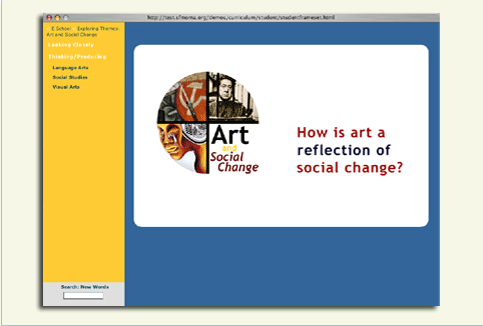 http://test.sfmoma.org/demos/curriculum/student/studentframeset.html
E-School: Exploring Themes:
Art and Social Change
Looking Closely
Thinking/Producing
Language Arts
Social Studies
Visual Arts
Art
and
Social
Change
How is art a
reflection of
social change?
Search: New Words